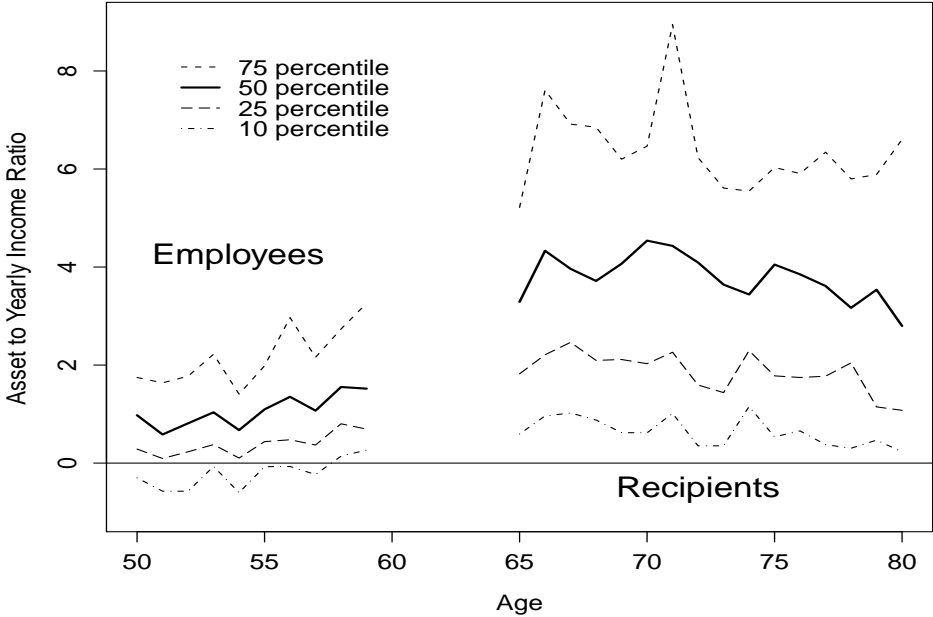 75 percentile
50 percentile
25 percentile
10 percentile
Employees
Recipients
Asset to Yearly Income Ratio
8
6
4
2
0
50 55 60 65 70 75 80
Age